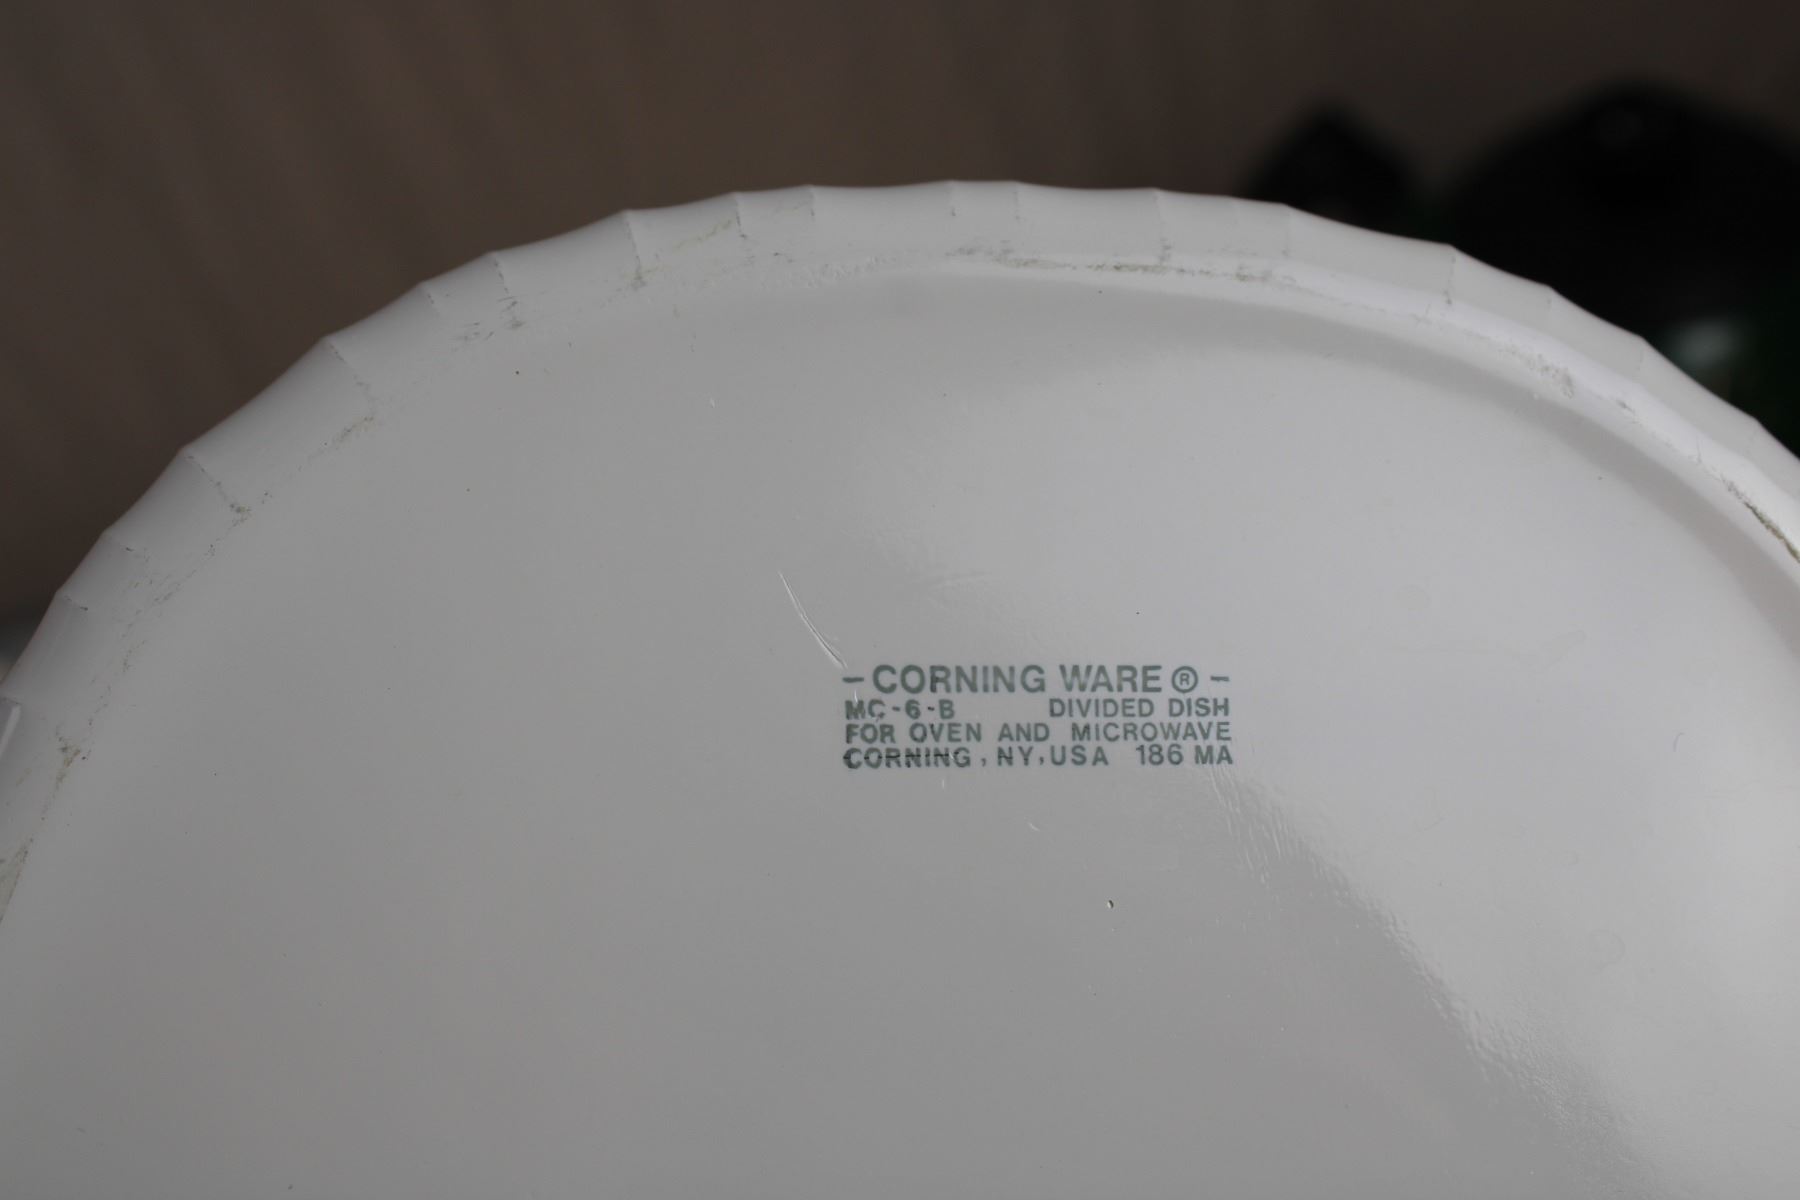 - CORNING WARE ® -
MC-6-B DIVIDED DISH
FOR OVEN AND MICROWAVE
CORNING, NY, USA 186 MA